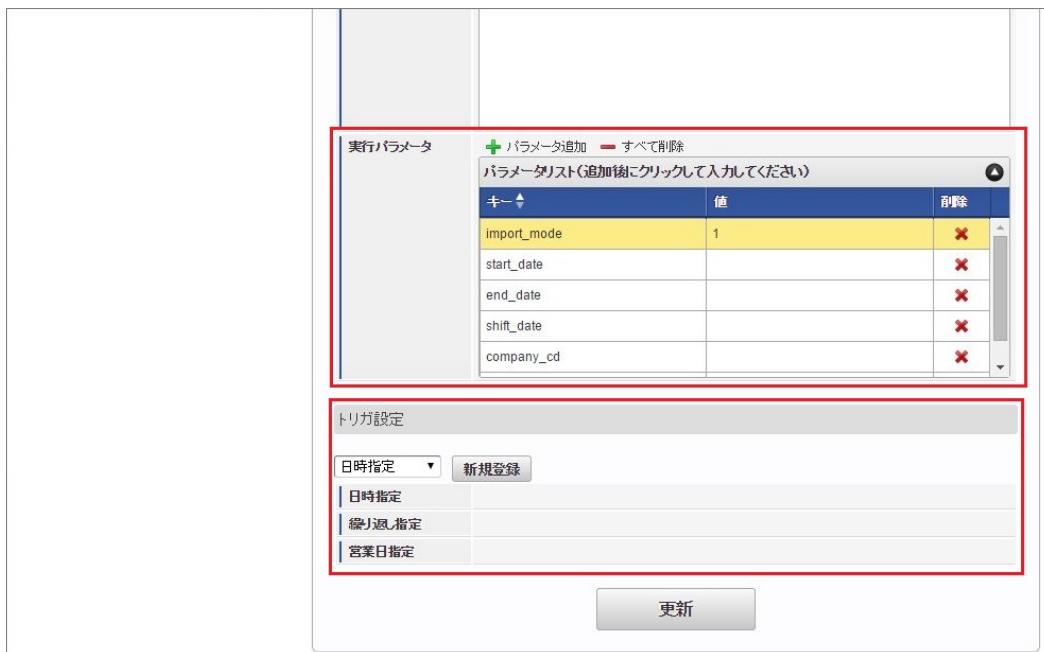 実行パラメータ
パラメータ追加 すべて削除
パラメータリスト(追加後にクリックして入力してください)
キー 値 削除
import_mode 1
start_date
end_date
shift_date
company_cd
トリガ設定
日時指定 新規登録
日時指定
繰り返し指定
営業日指定
更新